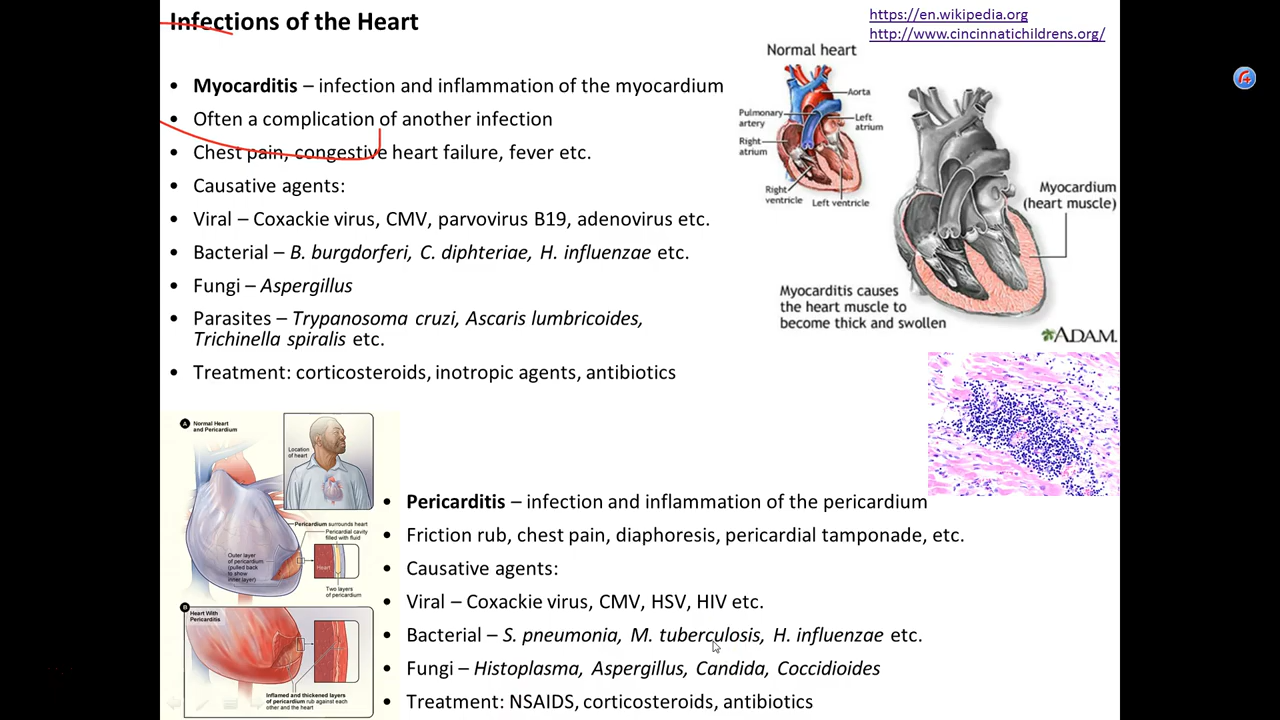 Infections of the Heart
https://en.wikipedia.org
http://www.cincinnatichildrens.org/
• Myocarditis – infection and inflammation of the myocardium
• Often a complication of another infection
• Chest pain, congestive heart failure, fever etc.
• Causative agents:
• Viral – Coxackie virus, CMV, parvovirus B19, adenovirus etc.
• Bacterial – B. burgdorferi, C. diphteriae, H. influenzae etc.
• Fungi – Aspergillus
• Parasites – Trypanosoma cruzi, Ascaris lumbricoides,
Trichinella spiralis etc.
• Treatment: corticosteroids, inotropic agents, antibiotics
Normal heart
Aorta
Pulmonary
artery
Left
atrium
Right
atrium
Right
ventricle
Left ventricle
Myocardium
(heart muscle)
Myocarditis causes
the heart muscle to
become thick and swollen
ADAM.
A
Normal Heart
and Pericardium
Location
of heart
Pericardium surrounds heart
Pericardial cavity
filled with fluid
Outer layer
of pericardium
(pulled back
to show
inner layer)
Heart
Two layers
of pericardium
B
Heart With
Pericarditis
Inflamed and thickened layers
of pericardium rub against each
other and the heart
• Pericarditis – infection and inflammation of the pericardium
• Friction rub, chest pain, diaphoresis, pericardial tamponade, etc.
• Causative agents:
• Viral – Coxackie virus, CMV, HSV, HIV etc.
• Bacterial – S. pneumonia, M. tuberculosis, H. influenzae etc.
• Fungi – Histoplasma, Aspergillus, Candida, Coccidioides
• Treatment: NSAIDS, corticosteroids, antibiotics